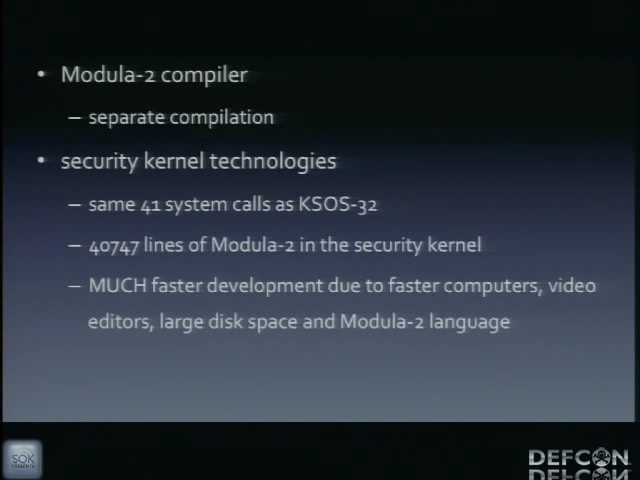 • Modula-2 compiler
– separate compilation
• security kernel technologies
– same 41 system calls as KSOS-32
– 40747 lines of Modula-2 in the security kernel
– MUCH faster development due to faster computers, video
editors, large disk space and Modula-2 language
SOK
DEFCON
DEFCON